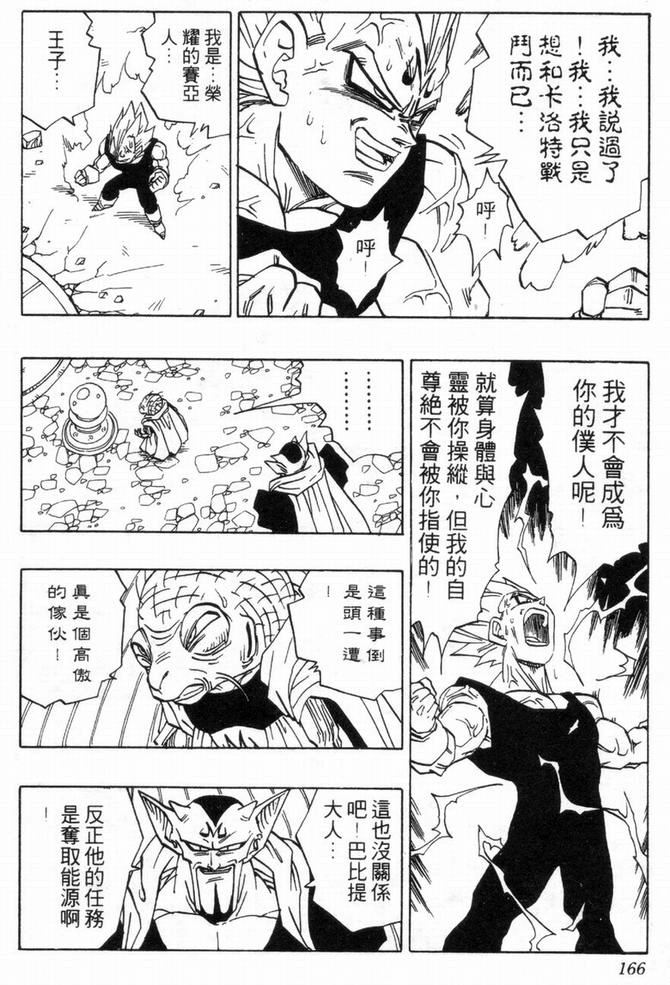 我…我說過了
！我…我只是
想和卡洛特戰
鬥而已…
呼！
呼！
我是…榮
耀的賽亞
人…
王子…
我才不會成為
你的僕人呢！
就算身體與心
靈被你操縱，但我的自
尊絕不會被你指使的！
………
………
這種事倒
是頭一遭
！
真是個高傲
的傢伙！
這也沒關係
吧！巴比提
大人…
反正他的任務
是奪取能源啊
！
166